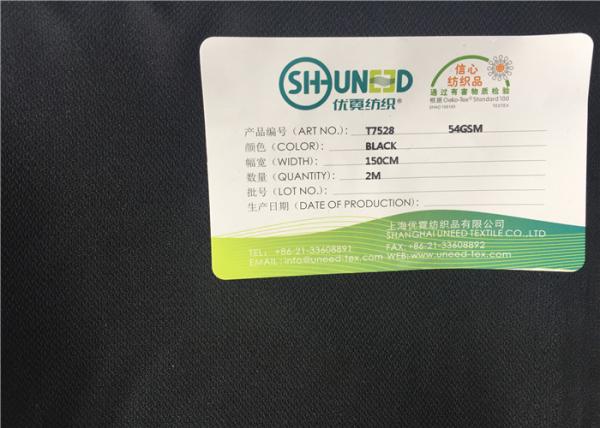 SHUNEED
优霓纺织®
信心
纺织品
通过有害物质检验
根据 Oeko-Tex® Standard 100
TESTEX
产品编号 (ART NO.): T7528 54GSM
颜色 (COLOR): BLACK
幅宽 (WIDTH): 150CM
数量 (QUANTITY): 2M
批号 (LOT NO.):
生产日期 (DATE OF PRODUCTION):
上海优霓纺织品有限公司
SHANGHAI UNEED TEXTILE CO.,LTD
TEL: +86-21-33608891 FAX: +86-21-33608892
EMAIL: info@uneed-tex.com WEB: www.uneed-tex.com